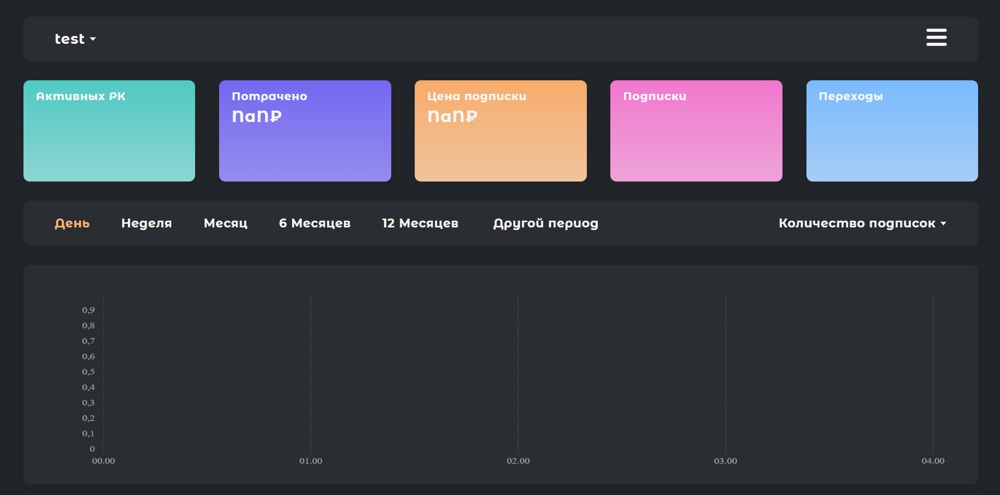 test
Активных РК
Потрачено
NaN₽
Цена подписки
NaN₽
Подписки
Переходы
День Неделя Месяц 6 Месяцев 12 Месяцев Другой период Количество подписок
0,9
0,8
0,7
0,6
0,5
0,4
0,3
0,2
0,1
0
00.00 01.00 02.00 03.00 04.00